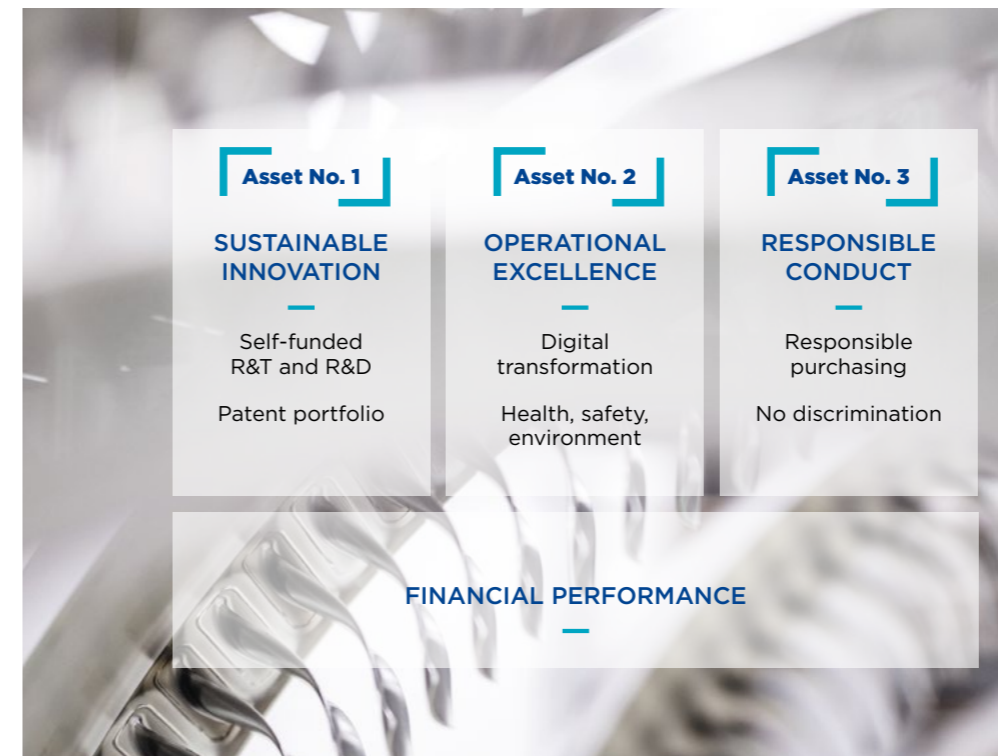 Asset No. 1
SUSTAINABLE
INNOVATION
Self-funded
R&T and R&D
Patent portfolio
Asset No. 2
OPERATIONAL
EXCELLENCE
Digital
transformation
Health, safety,
environment
Asset No. 3
RESPONSIBLE
CONDUCT
Responsible
purchasing
No discrimination
FINANCIAL PERFORMANCE